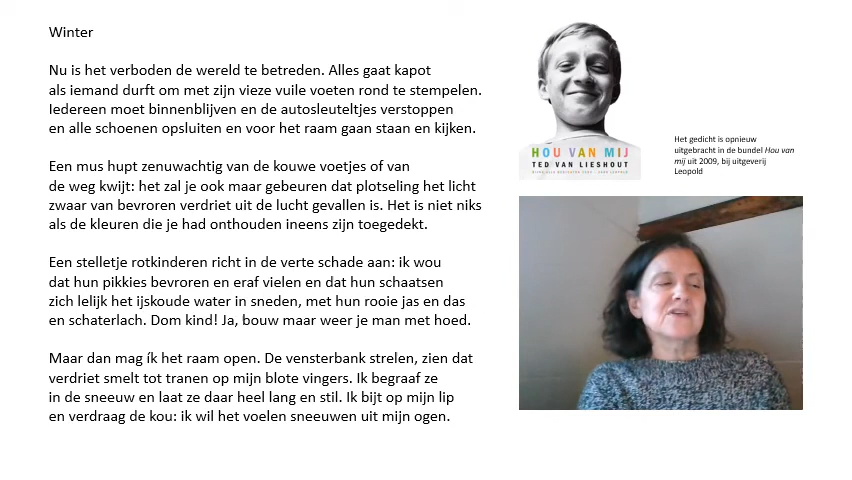 Winter
Nu is het verboden de wereld te betreden. Alles gaat kapot
als iemand durft om met zijn vieze vuile voeten rond te stempelen.
Iedereen moet binnenblijven en de autosleuteltjes verstoppen
en alle schoenen opsluiten en voor het raam gaan staan en kijken.
Een mus hupt zenuwachtig van de kouwe voetjes of van
de weg kwijt: het zal je ook maar gebeuren dat plotseling het licht
zwaar van bevroren verdriet uit de lucht gevallen is. Het is niet niks
als de kleuren die je had onthouden ineens zijn toegedekt.
Een stelletje rotkinderen richt in de verte schade aan: ik wou
dat hun pikkies bevroren en eraf vielen en dat hun schaatsen
zich lelijk het ijskoude water in sneden, met hun rooie jas en das
en schaterlach. Dom kind! Ja, bouw maar weer je man met hoed.
Maar dan mag ík het raam open. De vensterbank strelen, zien dat
verdriet smelt tot tranen op mijn blote vingers. Ik begraaf ze
in de sneeuw en laat ze daar heel lang en stil. Ik bijt op mijn lip
en verdraag de kou: ik wil het voelen sneeuwen uit mijn ogen.
HOU VAN MIJ
TED VAN LIESHOUT
Het gedicht is opnieuw
uitgebracht in de bundel Hou van
mij uit 2009, bij uitgeverij
Leopold